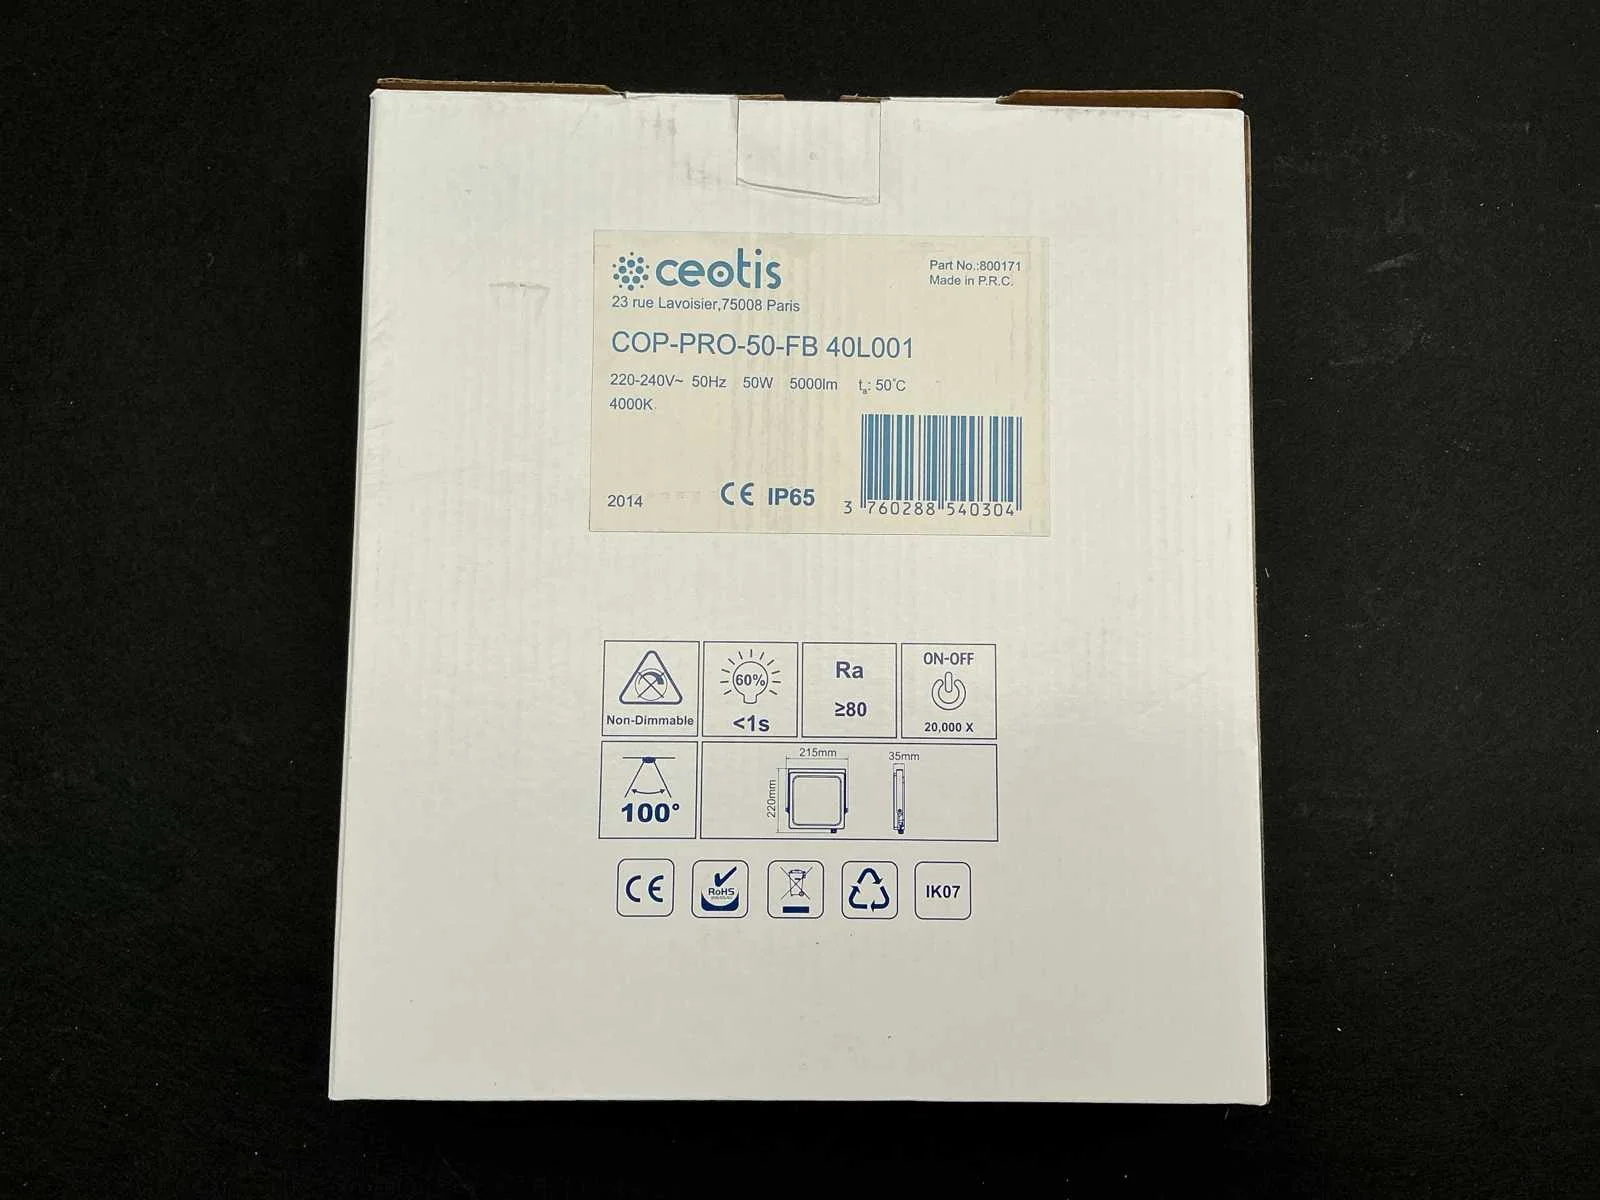 ceotis
23 rue Lavoisier,75008 Paris
Part No.:800171
Made in P.R.C.
COP-PRO-50-FB 40L001
220-240V~ 50Hz 50W 5000lm ta: 50°C
4000K
2014
CE IP65
3 760288 540304
Non-Dimmable
60%
<1s
Ra
≥80
ON-OFF
20,000 X
100°
215mm
220mm
35mm
CE
RoHS
IK07